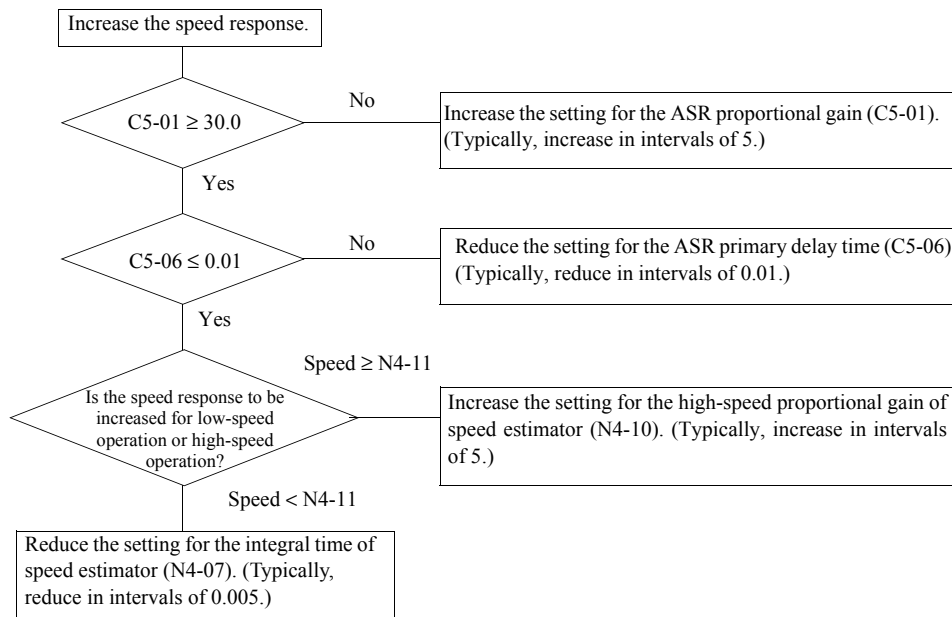 Increase the speed response.
C5-01 ≥ 30.0
No
Increase the setting for the ASR proportional gain (C5-01).
(Typically, increase in intervals of 5.)
Yes
C5-06 ≤ 0.01
No
Reduce the setting for the ASR primary delay time (C5-06)
(Typically, reduce in intervals of 0.01.)
Yes
Is the speed response to be
increased for low-speed
operation or high-speed
operation?
Speed ≥ N4-11
Increase the setting for the high-speed proportional gain of
speed estimator (N4-10). (Typically, increase in intervals
of 5.)
Speed < N4-11
Reduce the setting for the integral time of
speed estimator (N4-07). (Typically,
reduce in intervals of 0.005.)